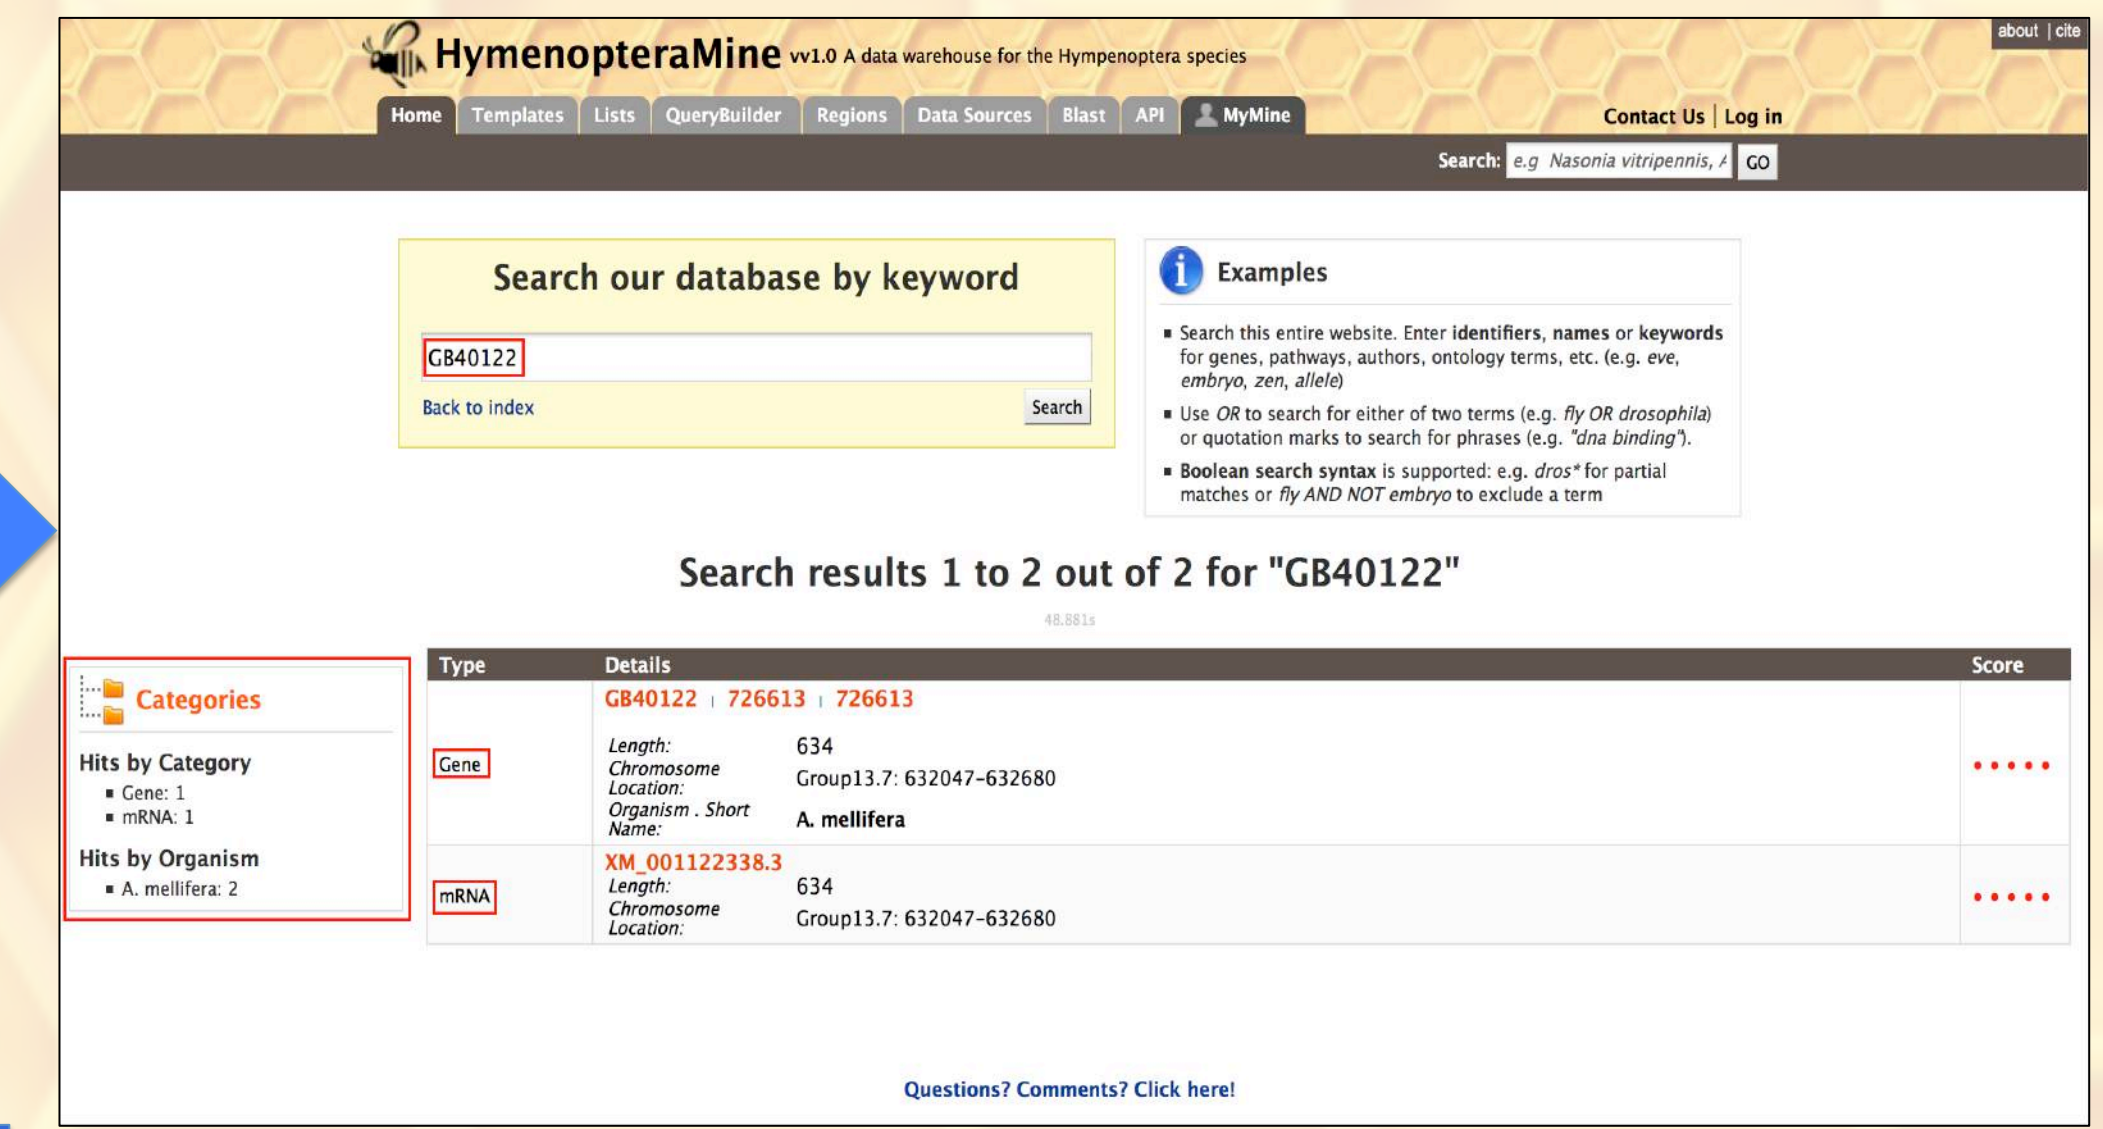 about | cite
HymenopteraMine vv1.0 A data warehouse for the Hympenoptera species
Home Templates Lists QueryBuilder Regions Data Sources Blast API MyMine
Contact Us | Log in
Search: e.g Nasonia vitripennis, A GO
Search our database by keyword
GB40122
Back to index
Search
Examples
Search this entire website. Enter identifiers, names or keywords
for genes, pathways, authors, ontology terms, etc. (e.g. eve,
embryo, zen, allele)
Use OR to search for either of two terms (e.g. fly OR drosophila)
or quotation marks to search for phrases (e.g. "dna binding").
Boolean search syntax is supported: e.g. dros* for partial
matches or fly AND NOT embryo to exclude a term
Search results 1 to 2 out of 2 for "GB40122"
48.881s
Categories
Hits by Category
Gene: 1
mRNA: 1
Hits by Organism
A. mellifera: 2
Type Details Score
GB40122 | 726613 | 726613
Gene
Length: 634
Chromosome
Location: Group13.7: 632047-632680
Organism . Short
Name: A. mellifera
XM_001122338.3
mRNA
Length: 634
Chromosome
Location: Group13.7: 632047-632680
Questions? Comments? Click here!